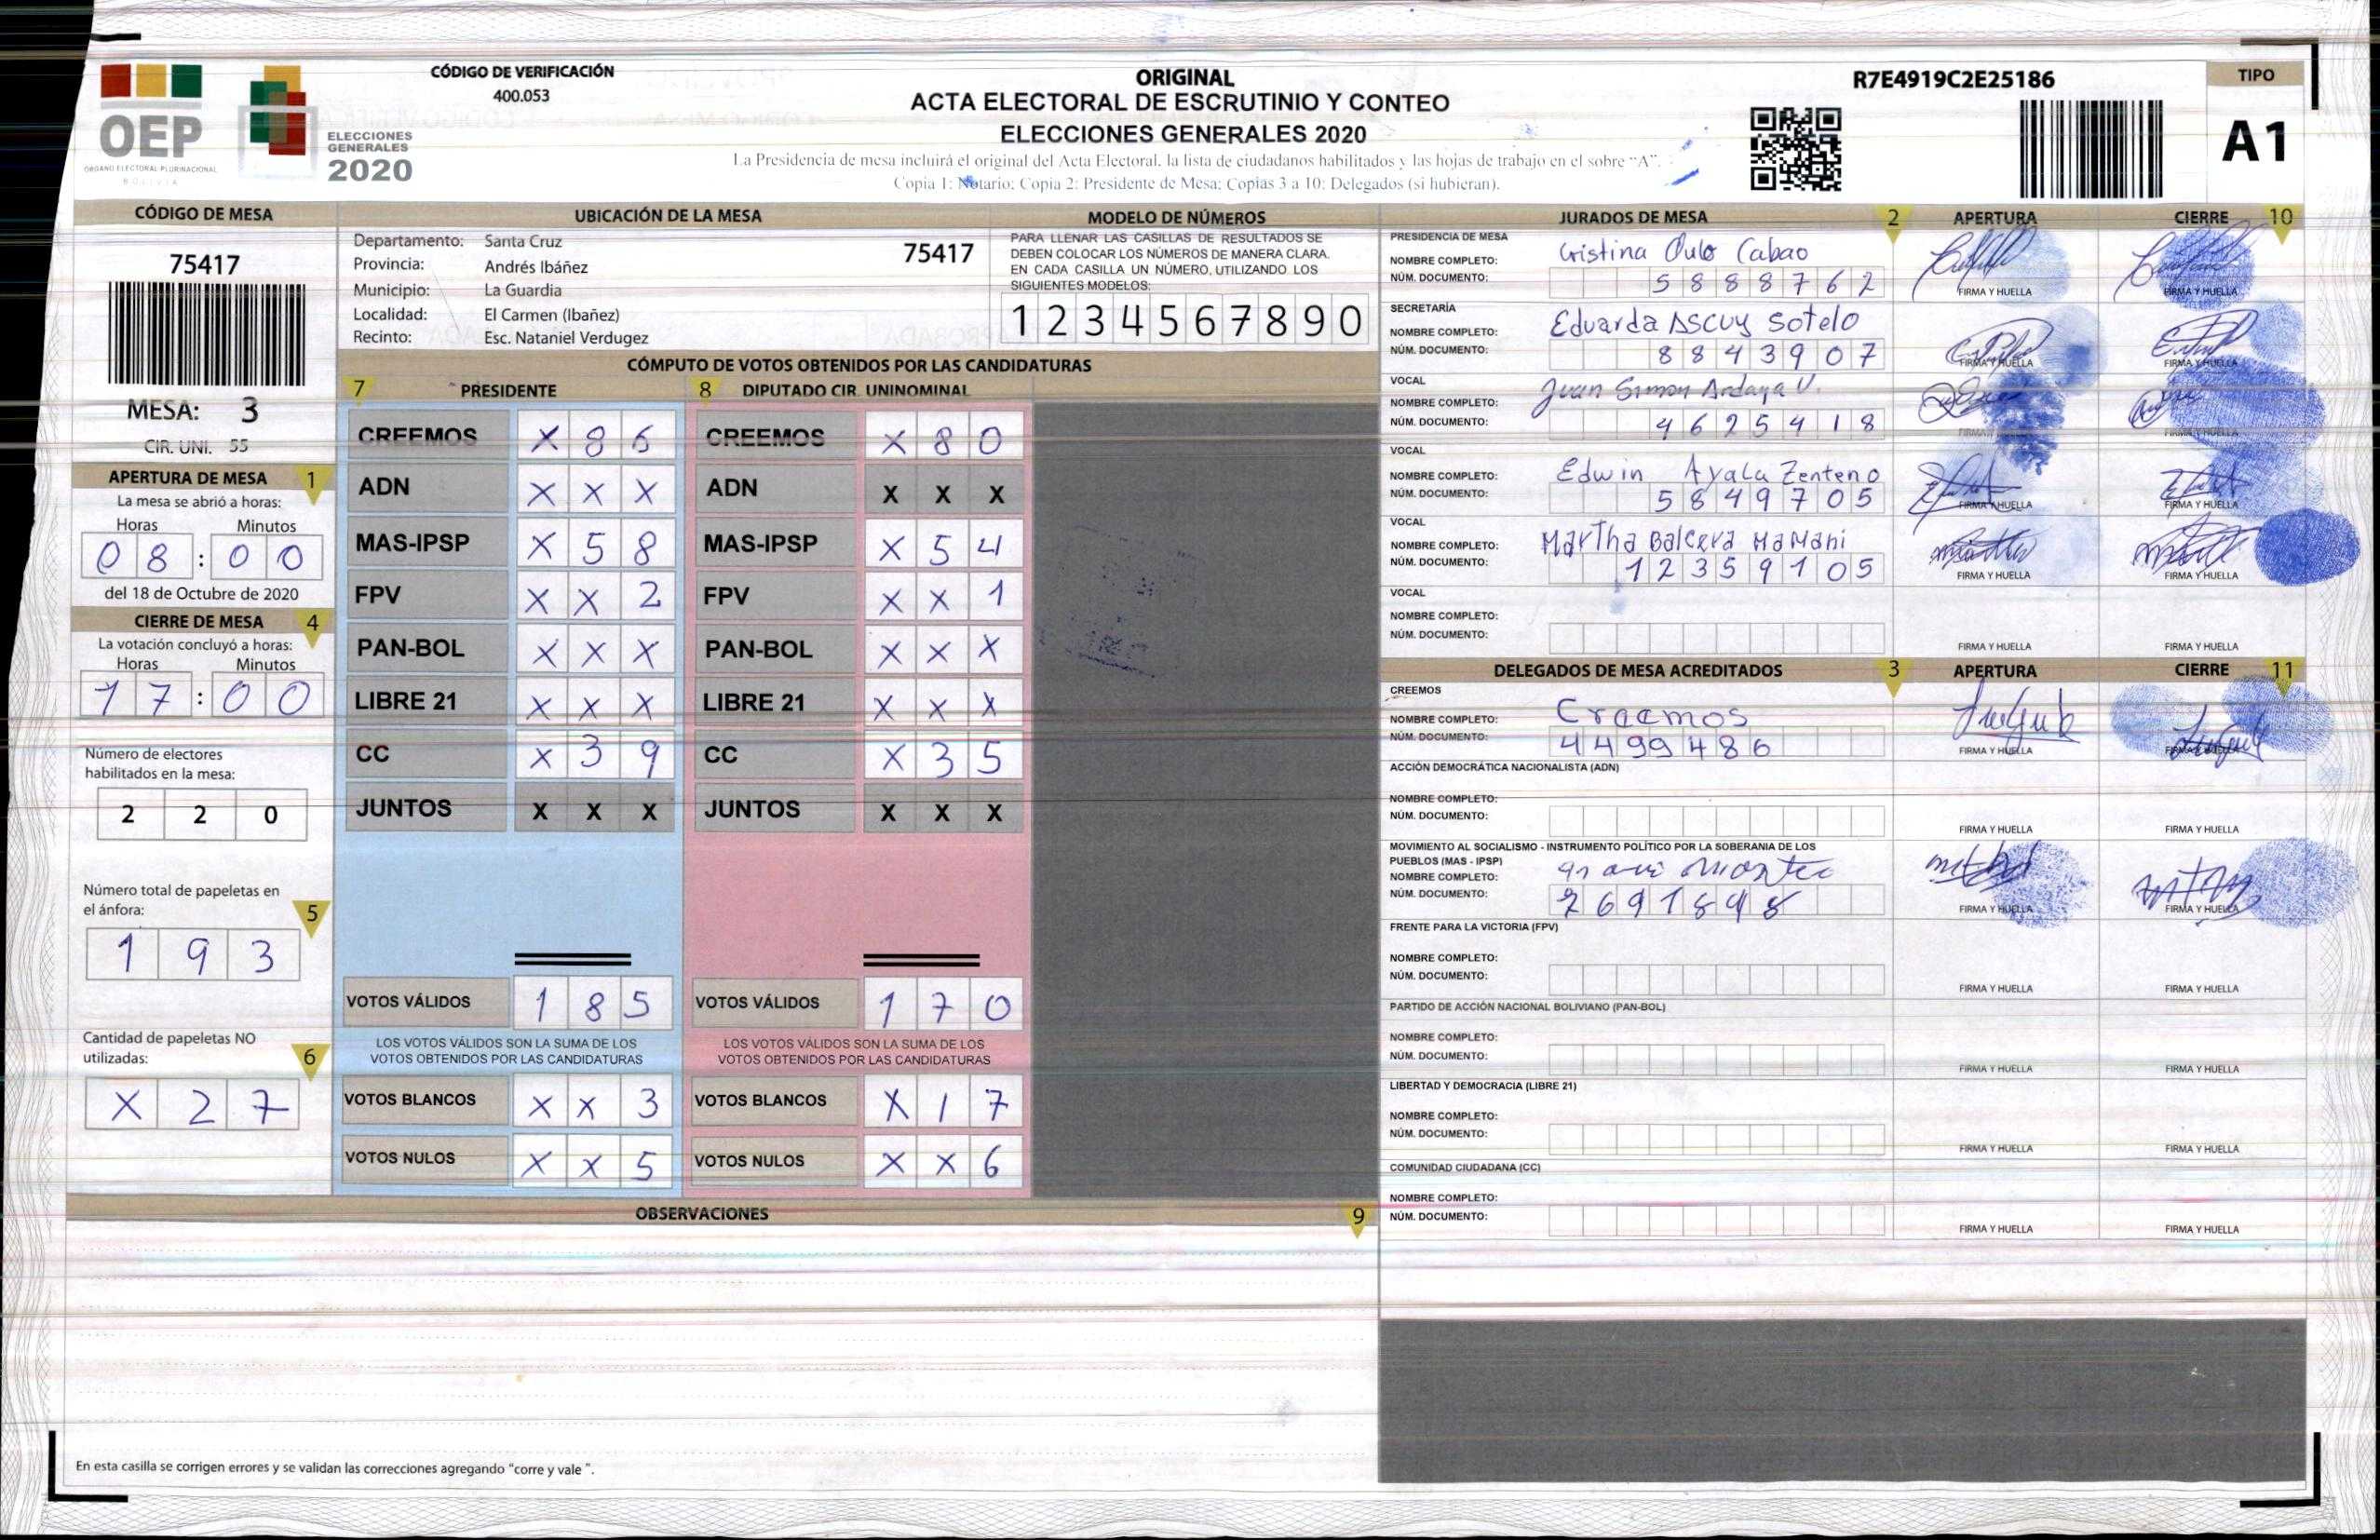 OEP
ÓRGANO ELECTORAL PLURINACIONAL
BOLIVIA
ELECCIONES
GENERALES
2020
CÓDIGO DE VERIFICACIÓN
400.053
ORIGINAL
ACTA ELECTORAL DE ESCRUTINIO Y CONTEO
ELECCIONES GENERALES 2020
La Presidencia de mesa incluirá el original del Acta Electoral, la lista de ciudadanos habilitados y las hojas de trabajo en el sobre “A”.
Copia 1: Notario; Copia 2: Presidente de Mesa; Copias 3 a 10: Delegados (si hubieran).
R7E4919C2E25186
TIPO
A1
CÓDIGO DE MESA
75417
MESA: 3
CIR. UNI. 55
APERTURA DE MESA 1
La mesa se abrió a horas:
Horas Minutos
0 8 : 0 0
del 18 de Octubre de 2020
CIERRE DE MESA 4
La votación concluyó a horas:
Horas Minutos
1 7 : 0 0
Número de electores
habilitados en la mesa:
2 2 0
Número total de papeletas en
el ánfora: 5
1 9 3
Cantidad de papeletas NO
utilizadas: 6
X 2 7
UBICACIÓN DE LA MESA
Departamento: Santa Cruz
75417
Provincia: Andrés Ibáñez
Municipio: La Guardia
Localidad: El Carmen (Ibañez)
Recinto: Esc. Nataniel Verdugez
MODELO DE NÚMEROS
PARA LLENAR LAS CASILLAS DE RESULTADOS SE
DEBEN COLOCAR LOS NÚMEROS DE MANERA CLARA.
EN CADA CASILLA UN NÚMERO, UTILIZANDO LOS
SIGUIENTES MODELOS:
1 2 3 4 5 6 7 8 9 0
CÓMPUTO DE VOTOS OBTENIDOS POR LAS CANDIDATURAS
7 PRESIDENTE 8 DIPUTADO CIR. UNINOMINAL
CREEMOS X 8 6 CREEMOS X 8 0
ADN X X X ADN X X X
MAS-IPSP X 5 8 MAS-IPSP X 5 4
FPV X X 2 FPV X X 1
PAN-BOL X X X PAN-BOL X X X
LIBRE 21 X X X LIBRE 21 X X X
CC X 3 9 CC X 3 5
JUNTOS X X X JUNTOS X X X
VOTOS VÁLIDOS 1 8 5 VOTOS VÁLIDOS 1 7 0
LOS VOTOS VÁLIDOS SON LA SUMA DE LOS LOS VOTOS VÁLIDOS SON LA SUMA DE LOS
VOTOS OBTENIDOS POR LAS CANDIDATURAS VOTOS OBTENIDOS POR LAS CANDIDATURAS
VOTOS BLANCOS X X 3 VOTOS BLANCOS X 1 7
VOTOS NULOS X X 5 VOTOS NULOS X X 6
OBSERVACIONES 9
En esta casilla se corrigen errores y se validan las correcciones agregando “corre y vale ”.
JURADOS DE MESA 2 APERTURA CIERRE 10
PRESIDENCIA DE MESA
NOMBRE COMPLETO: Cristina Cabao
NÚM. DOCUMENTO: 5 8 8 8 7 6 2
FIRMA Y HUELLA FIRMA Y HUELLA
SECRETARÍA
NOMBRE COMPLETO: Eduarda Ascuy Sotelo
NÚM. DOCUMENTO: 8 8 4 3 9 0 7
FIRMA Y HUELLA FIRMA Y HUELLA
VOCAL
NOMBRE COMPLETO: Juan Simon Ardaya V.
NÚM. DOCUMENTO: 4 6 2 5 4 1 8
FIRMA Y HUELLA
VOCAL
NOMBRE COMPLETO: Edwin Ayala Zenteno
NÚM. DOCUMENTO: 5 8 4 9 7 0 5
FIRMA Y HUELLA FIRMA Y HUELLA
VOCAL
NOMBRE COMPLETO: Martha Balcera Mamani
NÚM. DOCUMENTO: 1 2 3 5 9 1 0 5
FIRMA Y HUELLA FIRMA Y HUELLA
VOCAL
NOMBRE COMPLETO:
NÚM. DOCUMENTO:
FIRMA Y HUELLA FIRMA Y HUELLA
DELEGADOS DE MESA ACREDITADOS 3 APERTURA CIERRE 11
CREEMOS
NOMBRE COMPLETO: Creemos
NÚM. DOCUMENTO: 4 4 9 9 4 8 6
FIRMA Y HUELLA FIRMA Y HUELLA
ACCIÓN DEMOCRÁTICA NACIONALISTA (ADN)
NOMBRE COMPLETO:
NÚM. DOCUMENTO:
FIRMA Y HUELLA FIRMA Y HUELLA
MOVIMIENTO AL SOCIALISMO - INSTRUMENTO POLÍTICO POR LA SOBERANIA DE LOS
PUEBLOS (MAS - IPSP)
NOMBRE COMPLETO:
NÚM. DOCUMENTO:
FIRMA Y HUELLA FIRMA Y HUELLA
FRENTE PARA LA VICTORIA (FPV)
NOMBRE COMPLETO:
NÚM. DOCUMENTO:
FIRMA Y HUELLA FIRMA Y HUELLA
PARTIDO DE ACCIÓN NACIONAL BOLIVIANO (PAN-BOL)
NOMBRE COMPLETO:
NÚM. DOCUMENTO:
FIRMA Y HUELLA FIRMA Y HUELLA
LIBERTAD Y DEMOCRACIA (LIBRE 21)
NOMBRE COMPLETO:
NÚM. DOCUMENTO:
FIRMA Y HUELLA FIRMA Y HUELLA
COMUNIDAD CIUDADANA (CC)
NOMBRE COMPLETO:
NÚM. DOCUMENTO:
FIRMA Y HUELLA FIRMA Y HUELLA